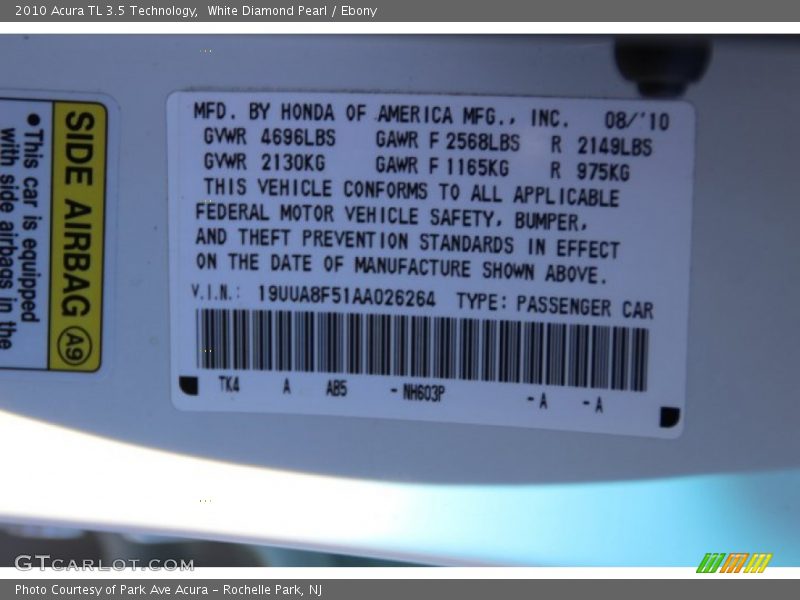 2010 Acura TL 3.5 Technology,  White Diamond Pearl / Ebony
MFD. BY HONDA OF AMERICA MFG., INC. 08/'10
GVWR 4696LBS GAWR F 2568LBS R 2149LBS
GVWR 2130KG GAWR F 1165KG R 975KG
THIS VEHICLE CONFORMS TO ALL APPLICABLE
FEDERAL MOTOR VEHICLE SAFETY, BUMPER,
AND THEFT PREVENTION STANDARDS IN EFFECT
ON THE DATE OF MANUFACTURE SHOWN ABOVE.
V.I.N.: 19UUA8F51AA026264 TYPE: PASSENGER CAR
TK4 A A85 -NH603P -A -A
SIDE AIRBAG A9
●This car is equipped
with side airbags in the
GTCARLOT.COM
Photo Courtesy of Park Ave Acura - Rochelle Park, NJ